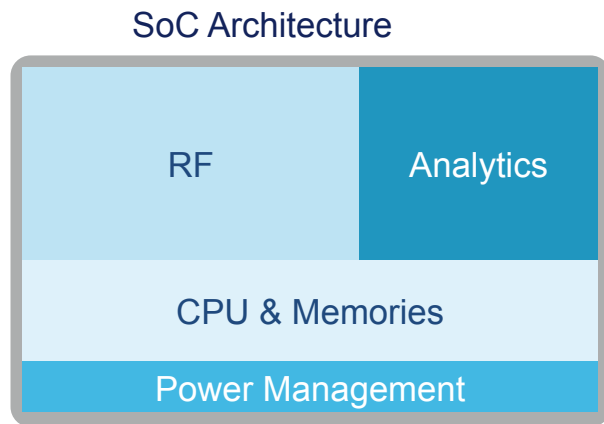 SoC Architecture
RF
Analytics
CPU & Memories
Power Management